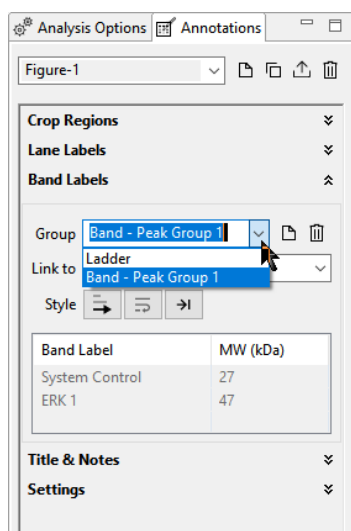 Analysis Options Annotations
Figure-1
Crop Regions
Lane Labels
Band Labels
Group Band - Peak Group 1
Ladder
Link to Band - Peak Group 1
Style
Band Label MW (kDa)
System Control 27
ERK 1 47
Title & Notes
Settings